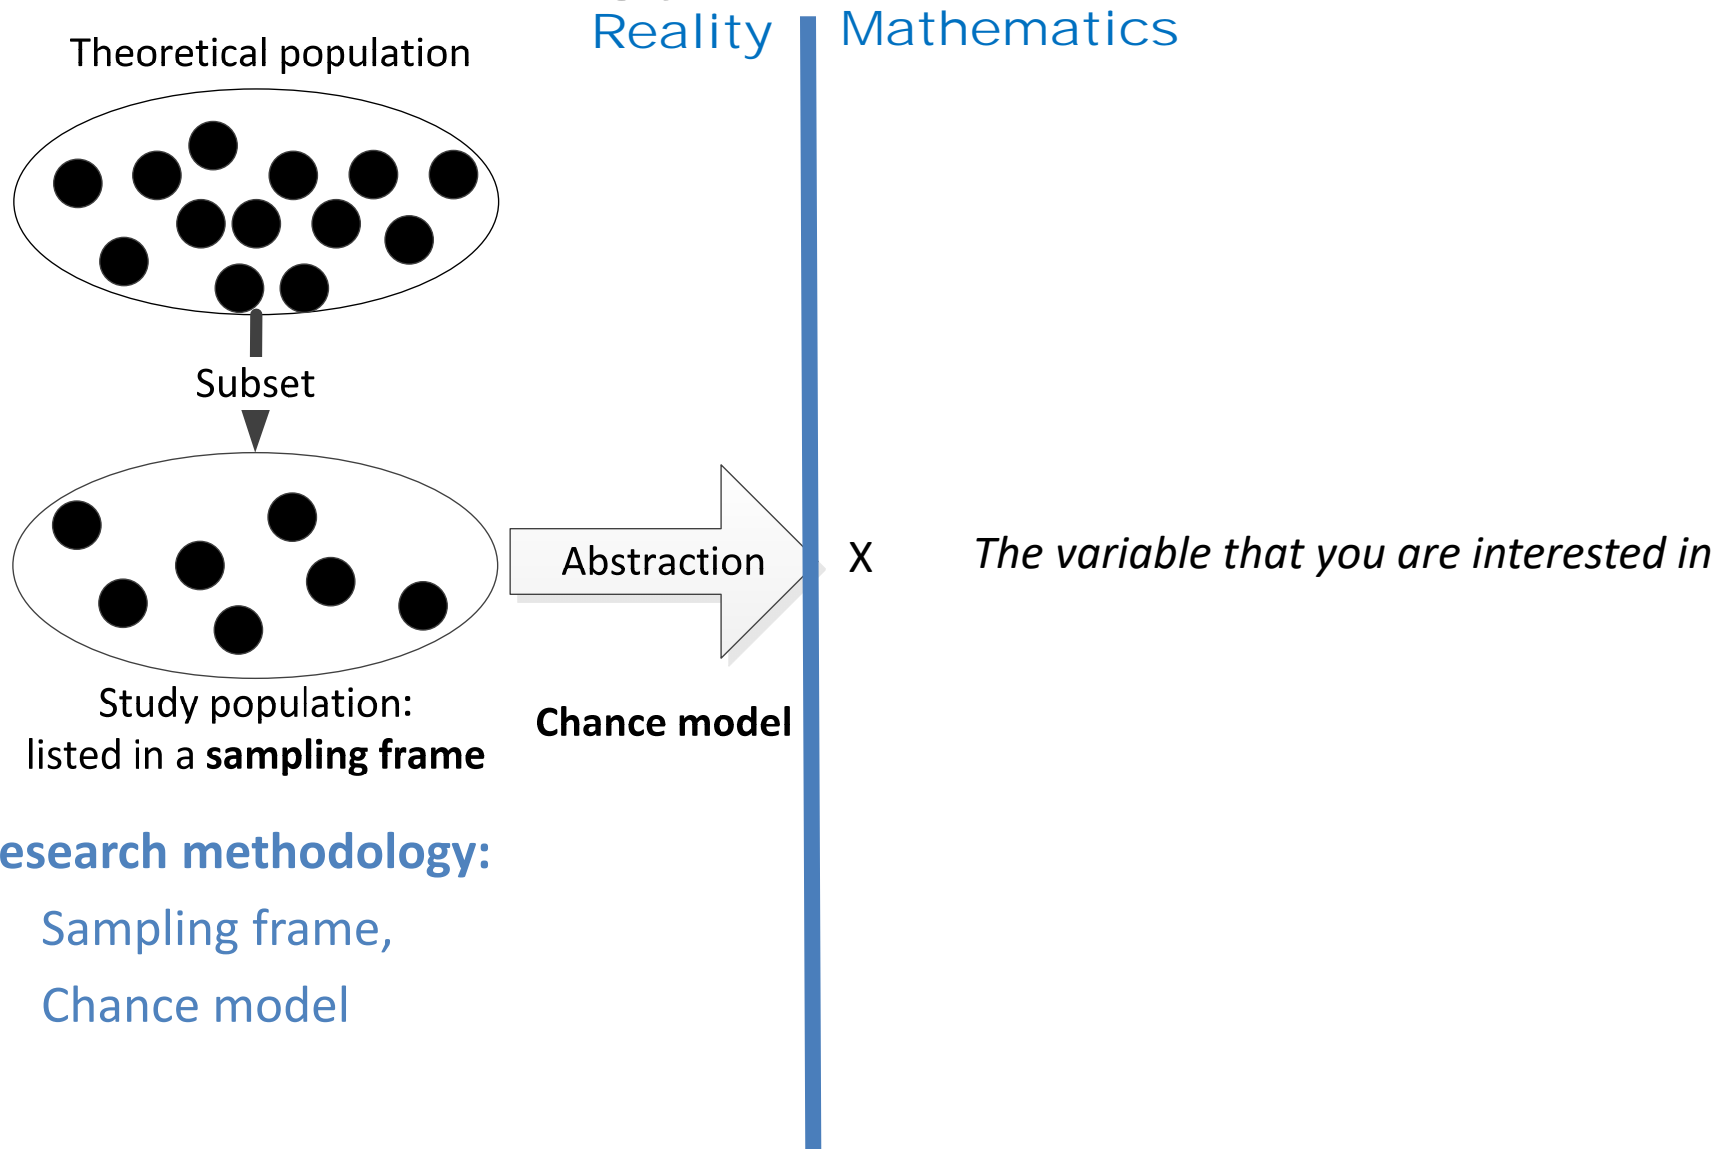 Reality
Mathematics
Theoretical population
Subset
Abstraction
X
The variable that you are interested in
Study population:
listed in a sampling frame
Chance model
esearch methodology:
Sampling frame,
Chance model